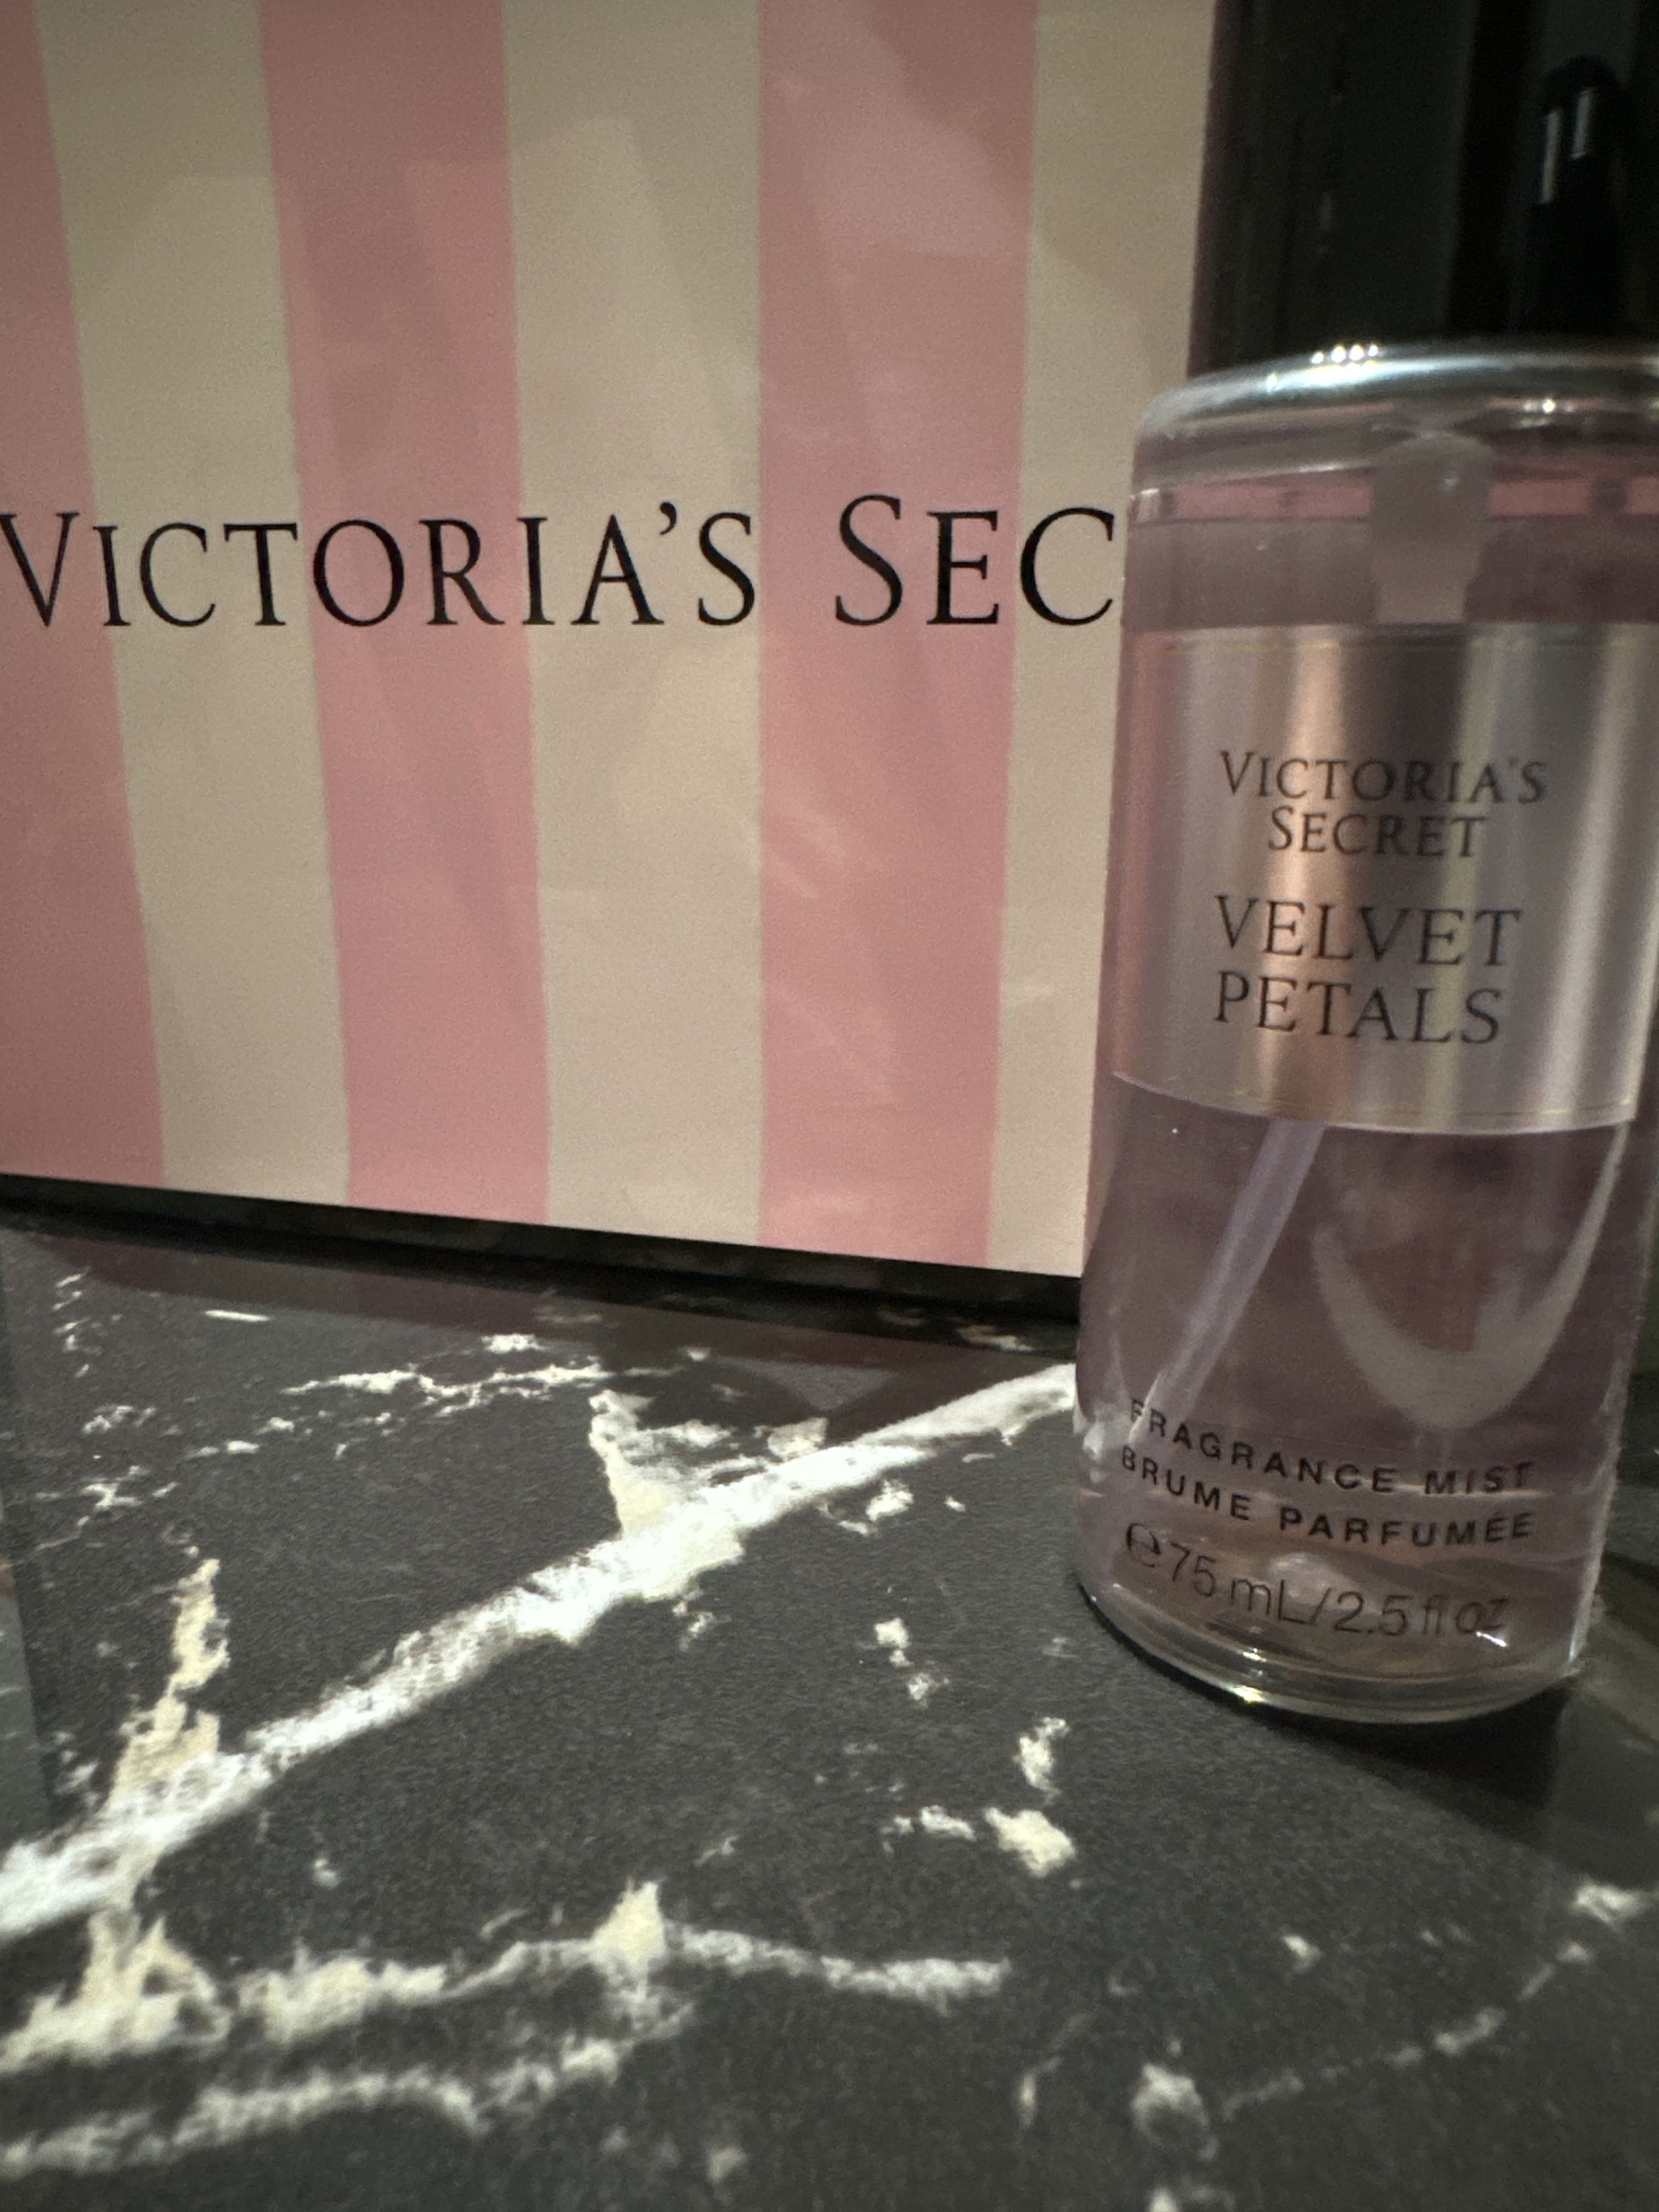 VICTORIA'S SEC
VICTORIA'S
SECRET
VELVET
PETALS
FRAGRANCE MIST
BRUME PARFUMÉE
℮75 mL/2.5 fl oz